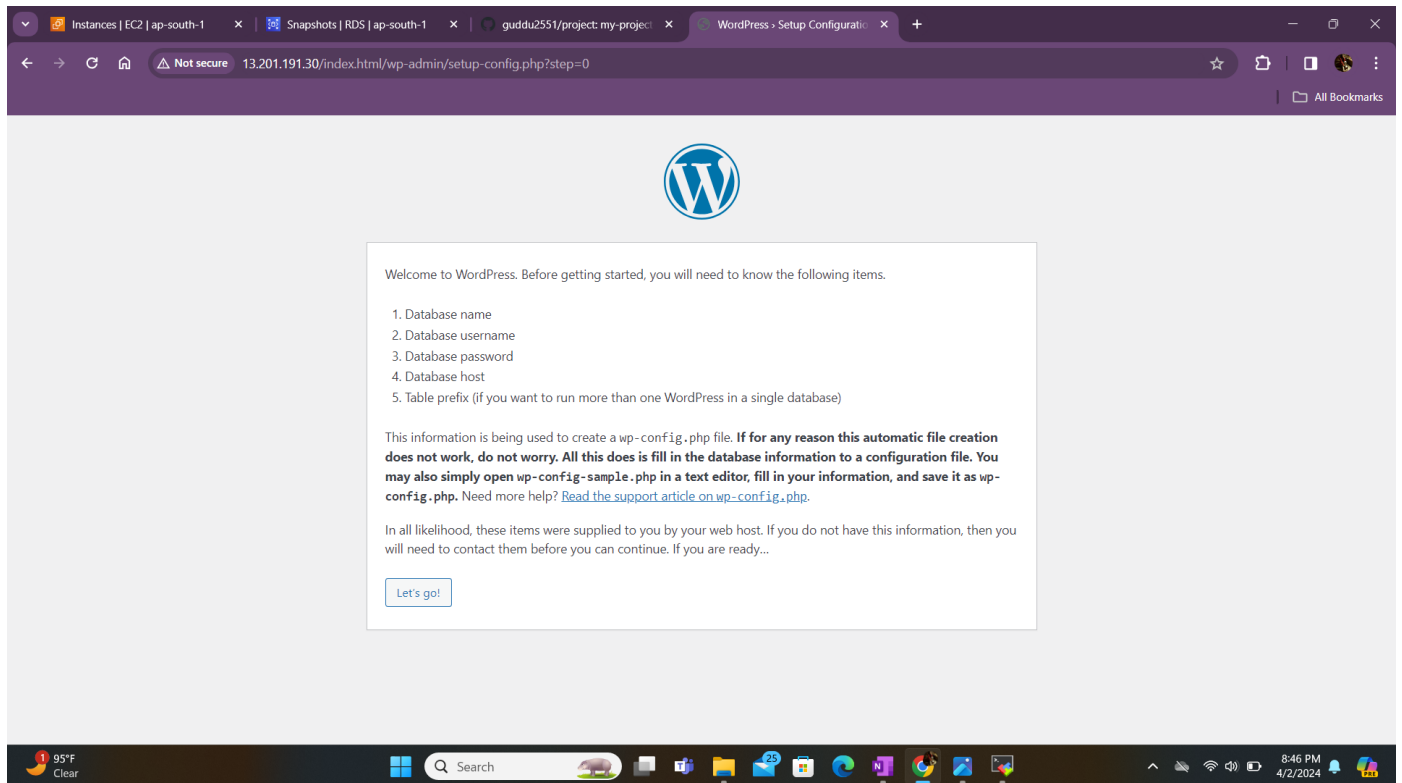 Instances | EC2 | ap-south-1
Snapshots | RDS | ap-south-1
guddu2551/project: my-project
WordPress › Setup Configuratio
Not secure
13.201.191.30/index.html/wp-admin/setup-config.php?step=0
All Bookmarks
W
Welcome to WordPress. Before getting started, you will need to know the following items.
1. Database name
2. Database username
3. Database password
4. Database host
5. Table prefix (if you want to run more than one WordPress in a single database)
This information is being used to create a wp-config.php file. If for any reason this automatic file creation
does not work, do not worry. All this does is fill in the database information to a configuration file. You
may also simply open wp-config-sample.php in a text editor, fill in your information, and save it as wp-
config.php. Need more help? Read the support article on wp-config.php.
In all likelihood, these items were supplied to you by your web host. If you do not have this information, then you
will need to contact them before you can continue. If you are ready...
Let's go!
1
95°F
Clear
Search
25
8:46 PM
4/2/2024
PRE